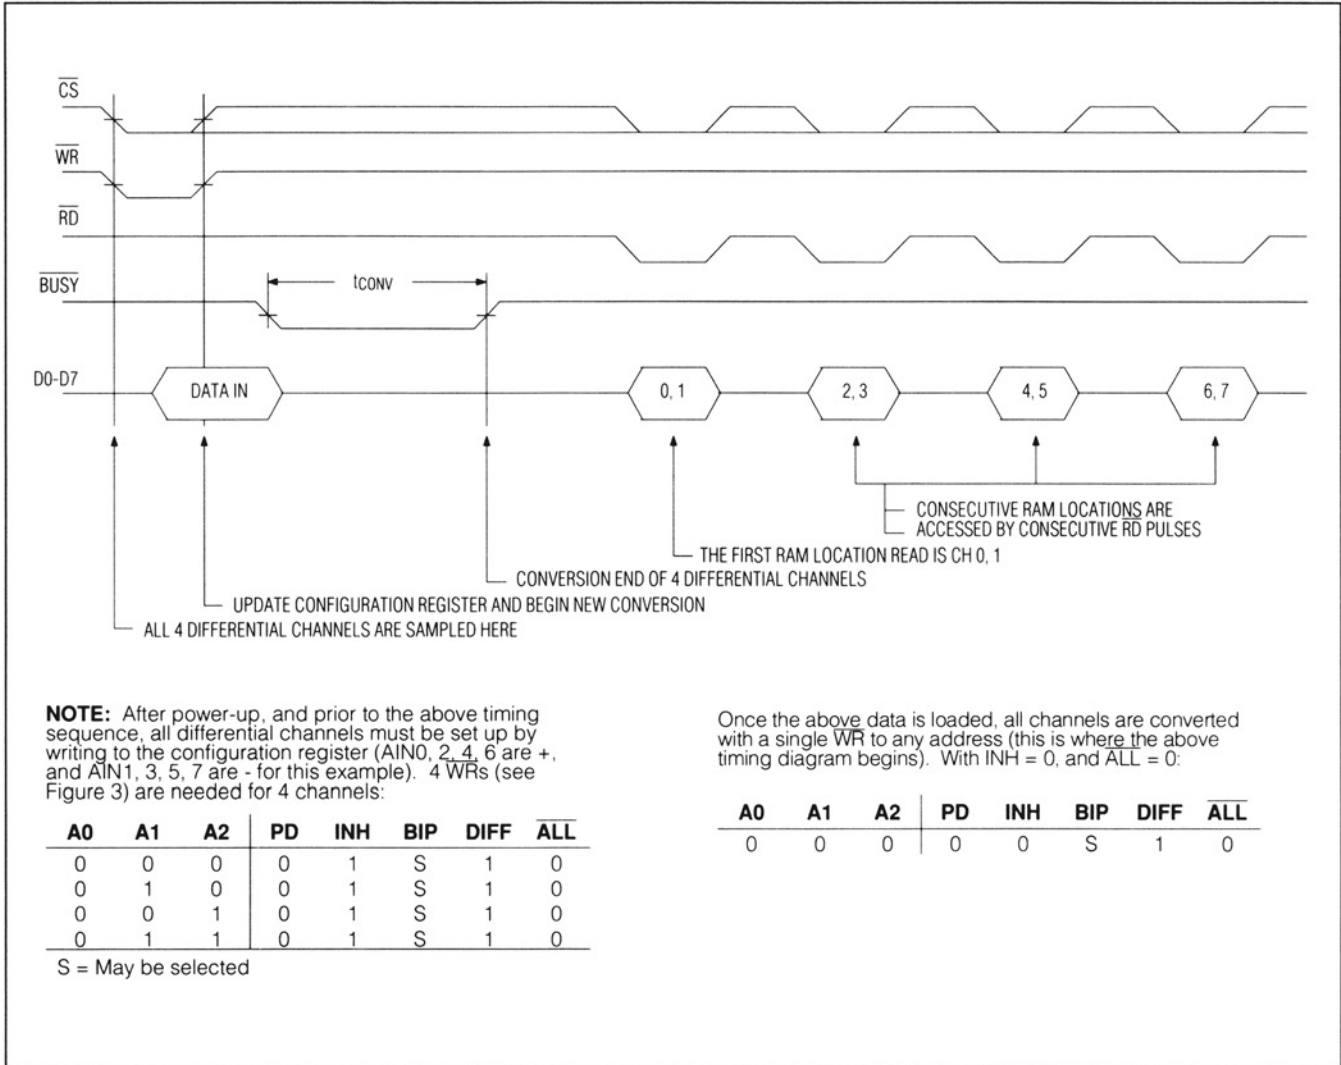 CS
WR
RD
BUSY
tCONV
D0-D7
DATA IN
0, 1
2, 3
4, 5
6, 7
CONSECUTIVE RAM LOCATIONS ARE
ACCESSED BY CONSECUTIVE RD PULSES
THE FIRST RAM LOCATION READ IS CH 0, 1
CONVERSION END OF 4 DIFFERENTIAL CHANNELS
UPDATE CONFIGURATION REGISTER AND BEGIN NEW CONVERSION
ALL 4 DIFFERENTIAL CHANNELS ARE SAMPLED HERE
NOTE: After power-up, and prior to the above timing
sequence, all differential channels must be set up by
writing to the configuration register (AIN0, 2, 4, 6 are +,
and AIN1, 3, 5, 7 are - for this example). 4 WRs (see
Figure 3) are needed for 4 channels:
A0 A1 A2 PD INH BIP DIFF ALL
0 0 0 0 1 S 1 0
0 1 0 0 1 S 1 0
0 0 1 0 1 S 1 0
0 1 1 0 1 S 1 0
S = May be selected
Once the above data is loaded, all channels are converted
with a single WR to any address (this is where the above
timing diagram begins). With INH = 0, and ALL = 0:
A0 A1 A2 PD INH BIP DIFF ALL
0 0 0 0 0 S 1 0